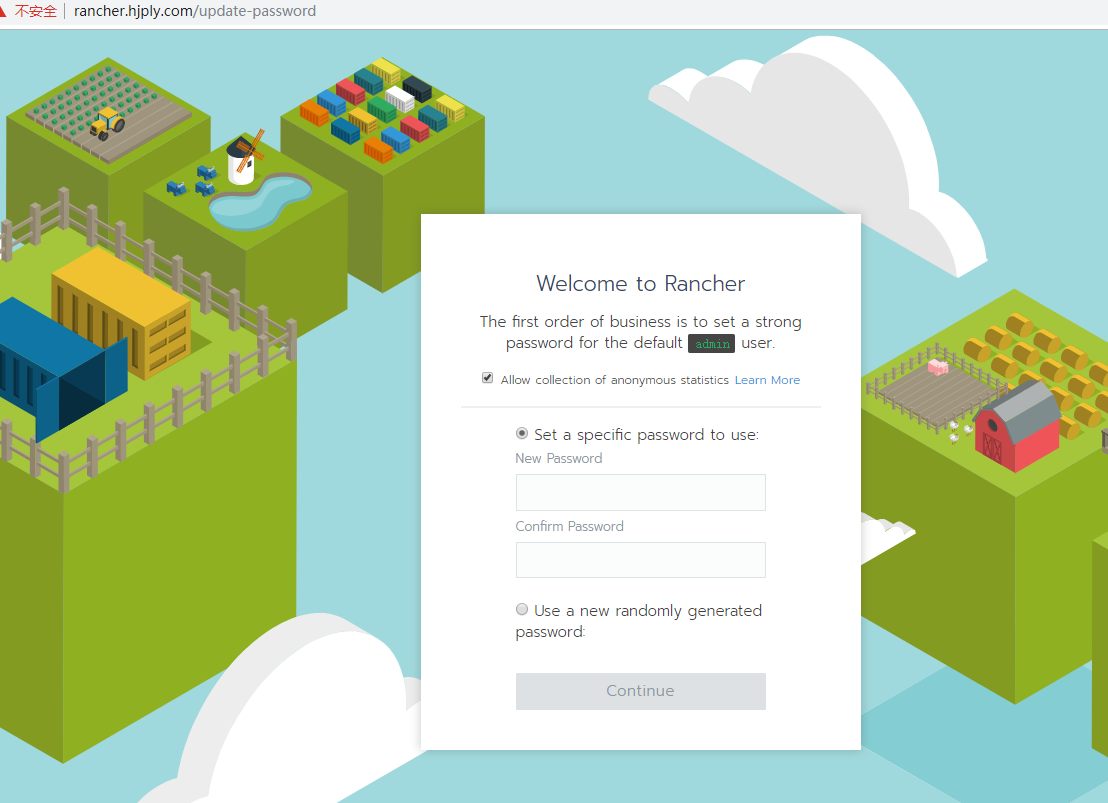 不安全 | rancher.hjply.com/update-password
Welcome to Rancher
The first order of business is to set a strong
password for the default admin user.
Allow collection of anonymous statistics Learn More
Set a specific password to use:
New Password
Confirm Password
Use a new randomly generated
password:
Continue